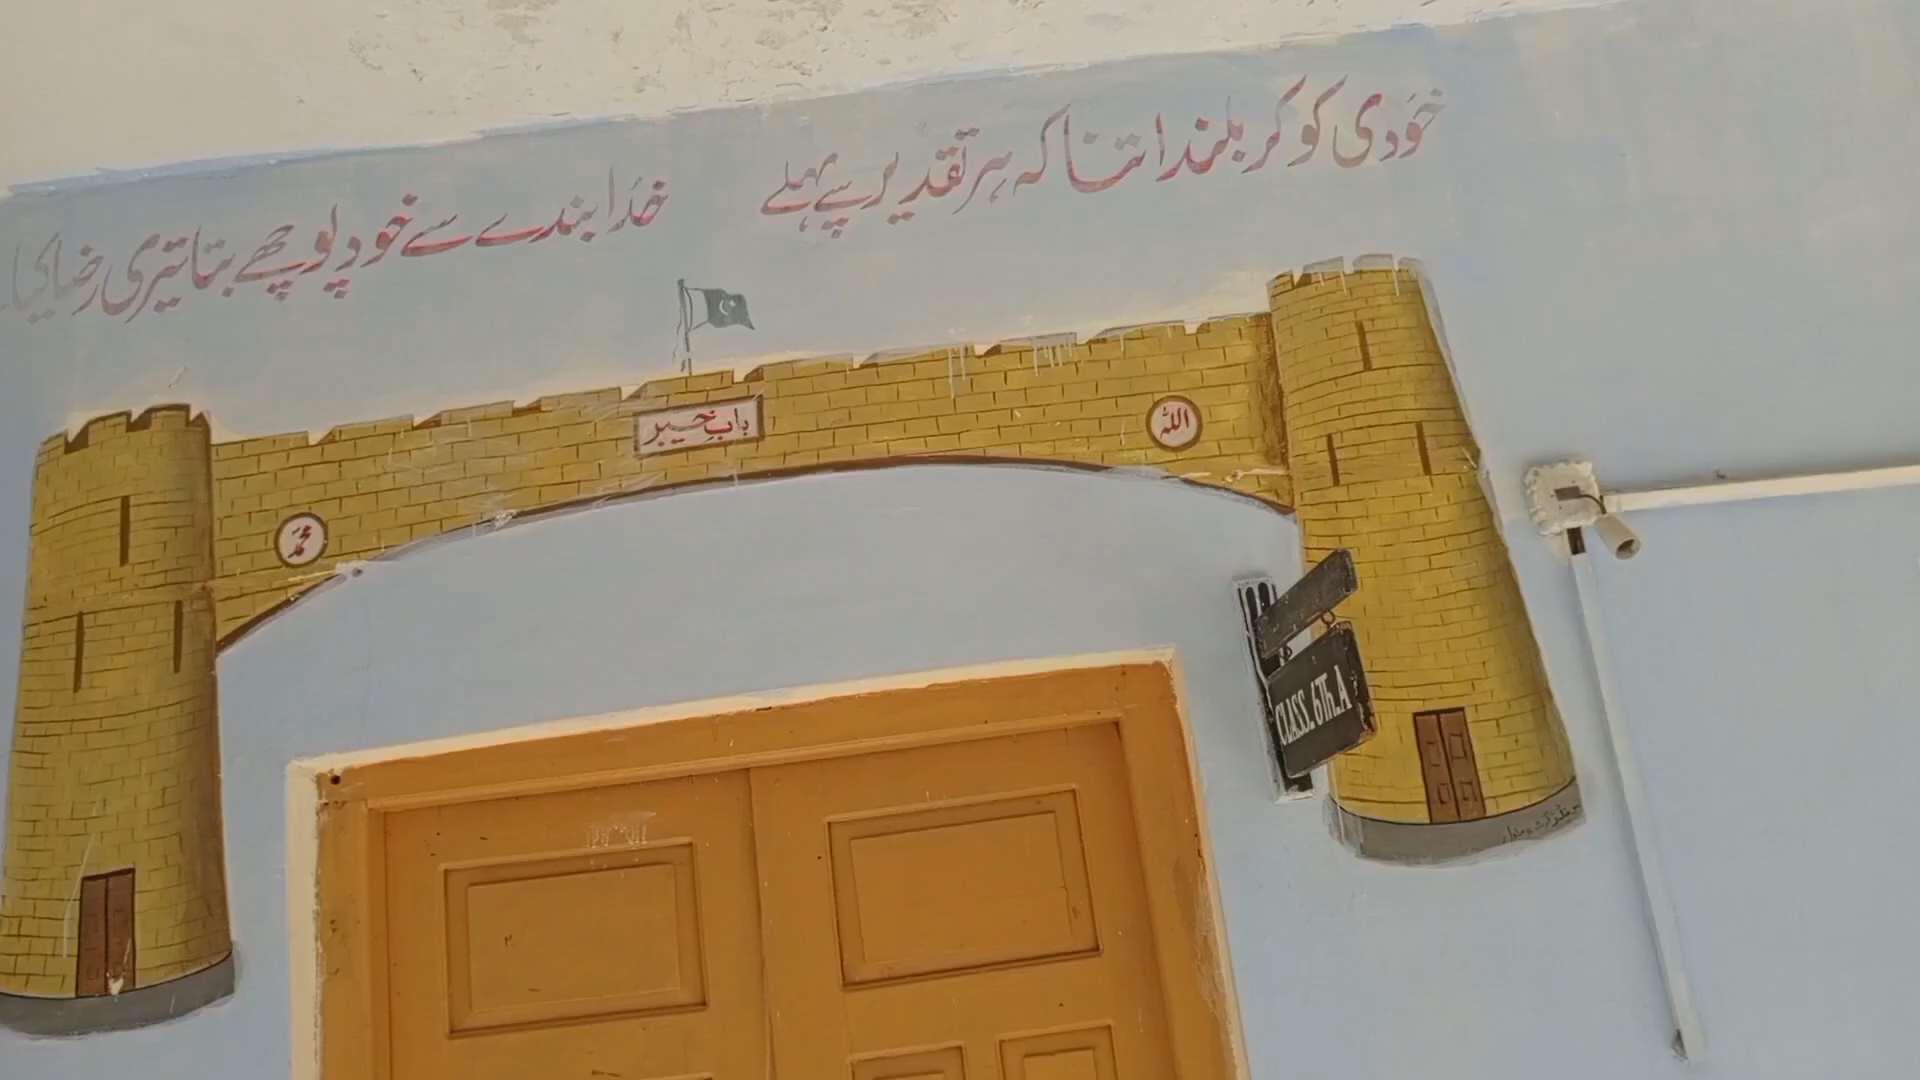 خودی کو کر بلند اتنا کہ ہر تقدیر سے پہلے
خدا بندے سے خود پوچھے بتا تیری رضا کیا
باب خیبر
اللہ
محمد
CLASS. 6Th. A